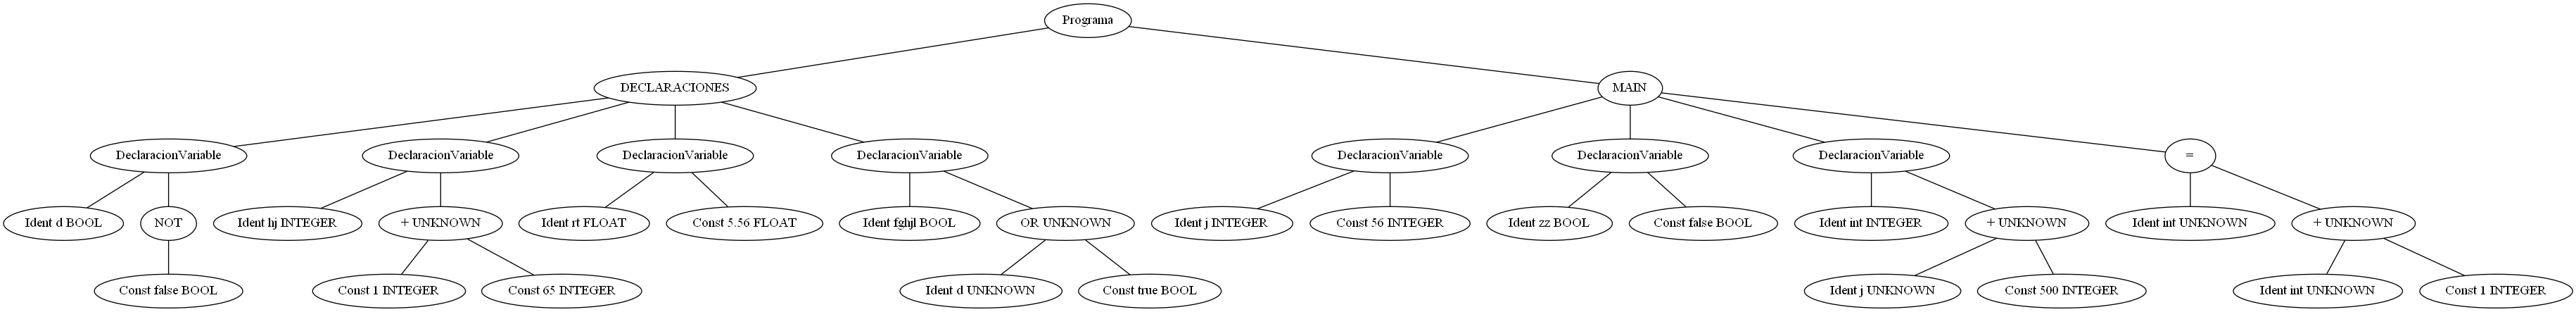 Programa
DECLARACIONES
MAIN
DeclaracionVariable
DeclaracionVariable
DeclaracionVariable
DeclaracionVariable
DeclaracionVariable
DeclaracionVariable
DeclaracionVariable
=
Ident d BOOL
NOT
Ident hj INTEGER
+ UNKNOWN
Ident rt FLOAT
Const 5.56 FLOAT
Ident fghjl BOOL
OR UNKNOWN
Ident j INTEGER
Const 56 INTEGER
Ident zz BOOL
Const false BOOL
Ident int INTEGER
+ UNKNOWN
Ident int UNKNOWN
+ UNKNOWN
Const false BOOL
Const 1 INTEGER
Const 65 INTEGER
Ident d UNKNOWN
Const true BOOL
Ident j UNKNOWN
Const 500 INTEGER
Ident int UNKNOWN
Const 1 INTEGER